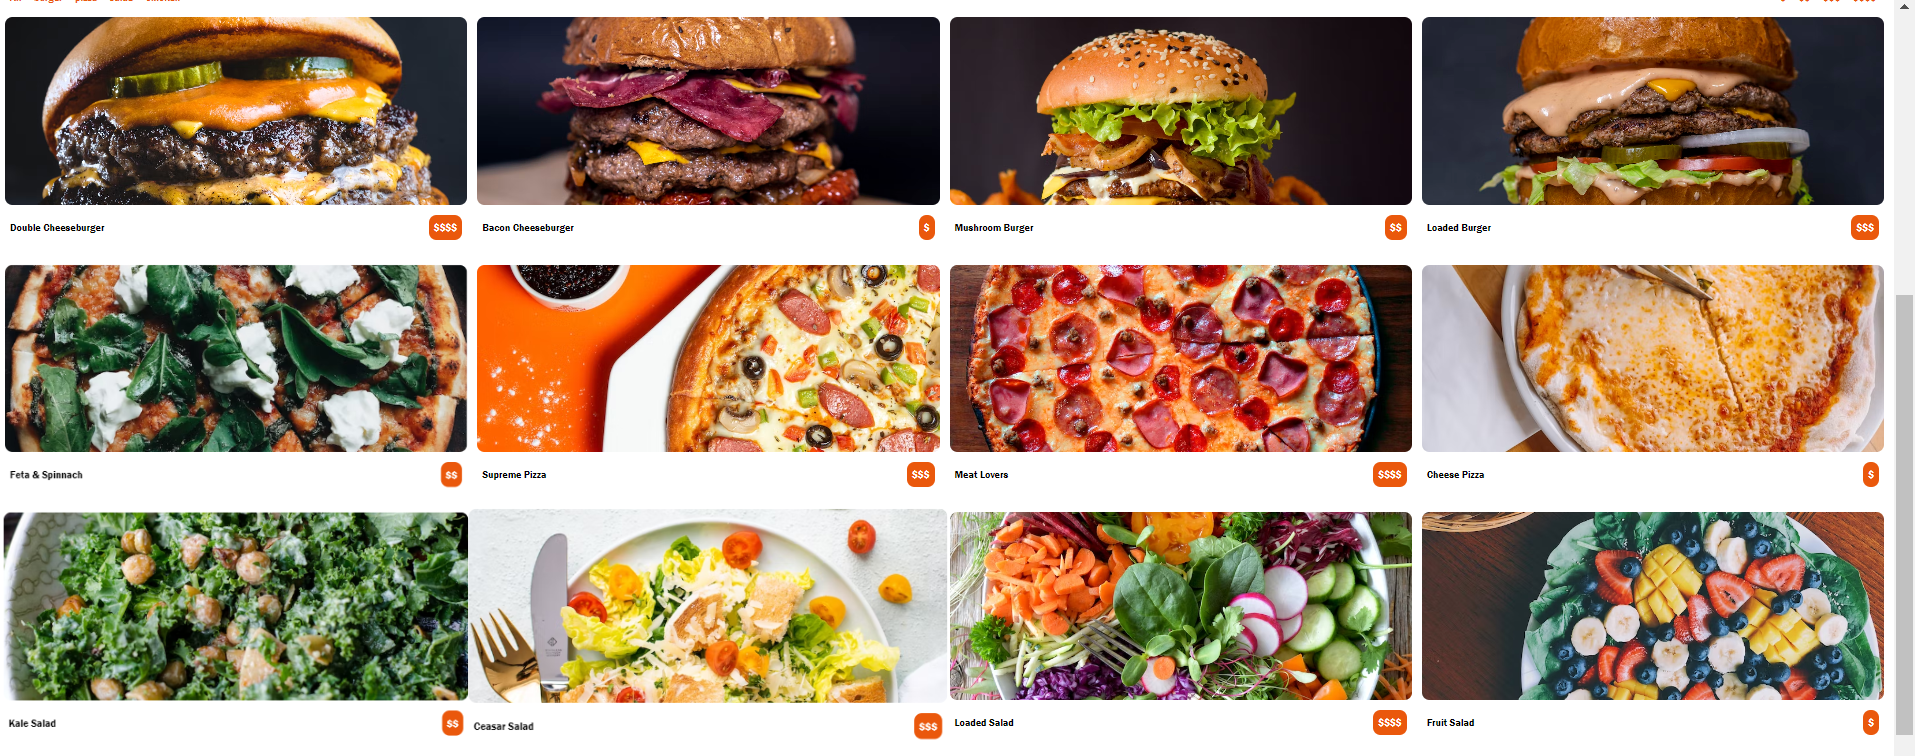 Double Cheeseburger $$$$
Bacon Cheeseburger $
Mushroom Burger $$
Loaded Burger $$$
Feta & Spinnach $$
Supreme Pizza $$$
Meat Lovers $$$$
Cheese Pizza $
Kale Salad $$
Ceasar Salad $$$
Loaded Salad $$$$
Fruit Salad $